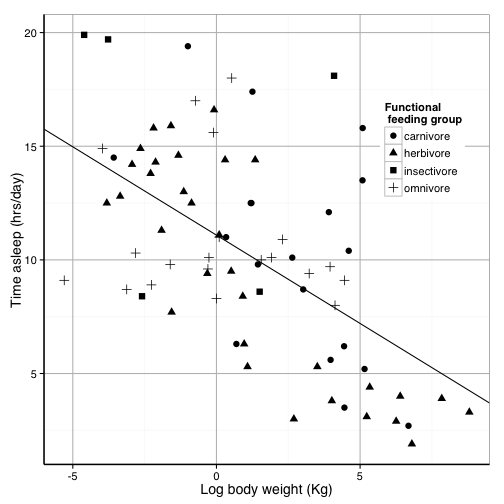 20
15
10
5
Time asleep (hrs/day)
Functional
feeding group
carnivore
herbivore
insectivore
omnivore
-5 0 5
Log body weight (Kg)